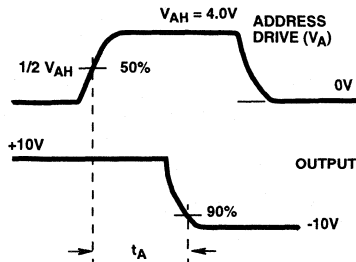 V_AH = 4.0V
ADDRESS
DRIVE (V_A)
1/2 V_AH
50%
0V
+10V
OUTPUT
90%
-10V
t_A